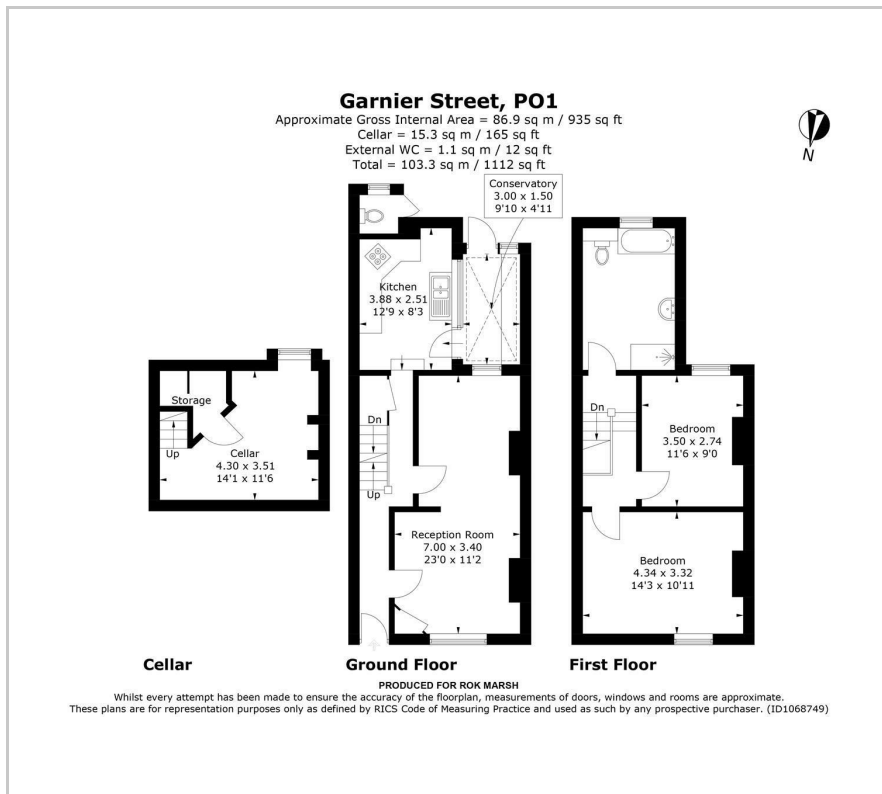 Garnier Street, PO1
Approximate Gross Internal Area = 86.9 sq m / 935 sq ft
Cellar = 15.3 sq m / 165 sq ft
External WC = 1.1 sq m / 12 sq ft
Total = 103.3 sq m / 1112 sq ft
N
Conservatory
3.00 x 1.50
9'10 x 4'11
Kitchen
3.88 x 2.51
12'9 x 8'3
Storage
Up
Cellar
4.30 x 3.51
14'1 x 11'6
Dn
Up
Reception Room
7.00 x 3.40
23'0 x 11'2
Dn
Bedroom
3.50 x 2.74
11'6 x 9'0
Bedroom
4.34 x 3.32
14'3 x 10'11
Cellar
Ground Floor
First Floor
PRODUCED FOR ROK MARSH
Whilst every attempt has been made to ensure the accuracy of the floorplan, measurements of doors, windows and rooms are approximate.
These plans are for representation purposes only as defined by RICS Code of Measuring Practice and used as such by any prospective purchaser. (ID1068749)